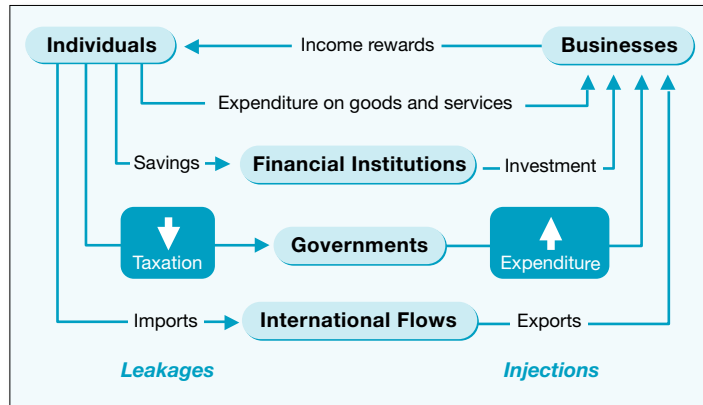 Individuals
Income rewards
Businesses
Expenditure on goods and services
Savings
Financial Institutions
Investment
Taxation
Governments
Expenditure
Imports
International Flows
Exports
Leakages
Injections